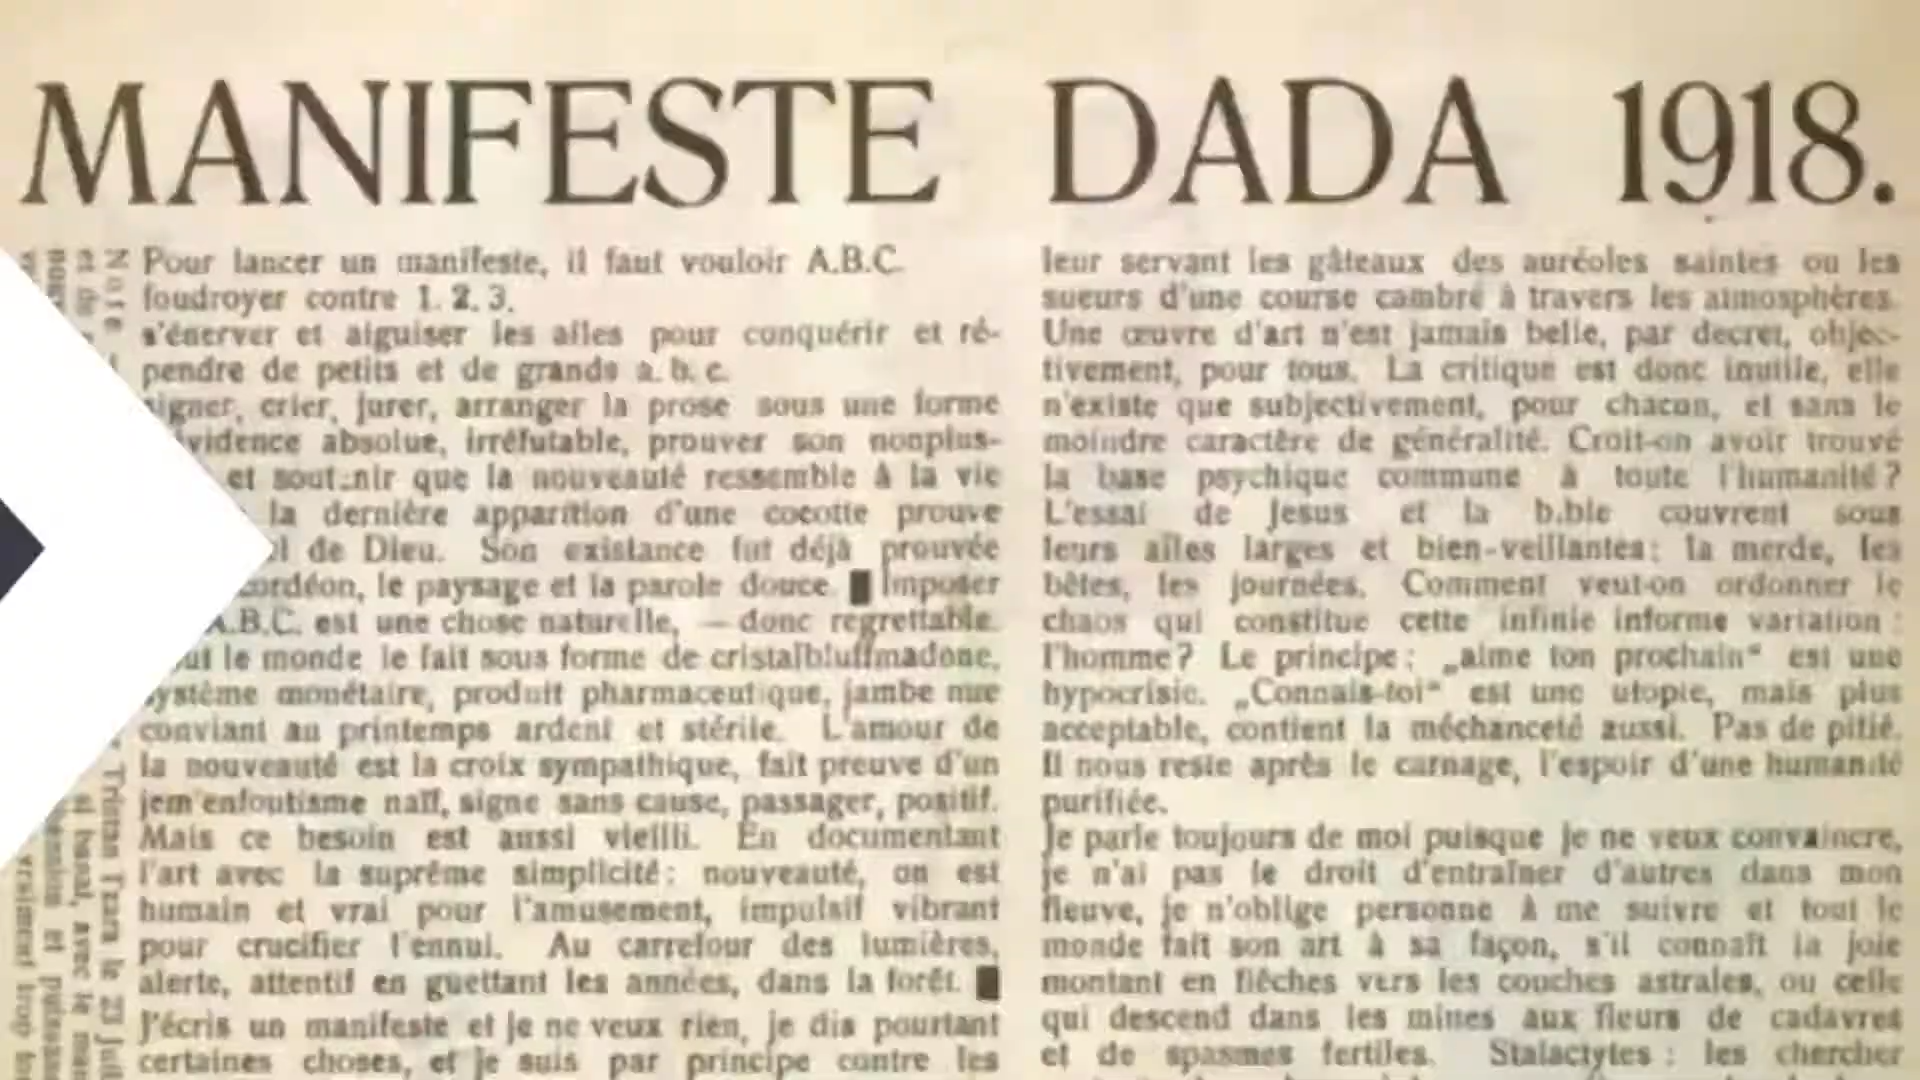 MANIFESTE DADA 1918.
Pour lancer un manifeste, il faut vouloir A.B.C.
foudroyer contre 1. 2. 3.
s'énerver et aiguiser les ailes pour conquérir et ré-
pendre de petits et de grands a. b. c.
signer, crier, jurer, arranger la prose sous une forme
vidence absolue, irréfutable, prouver son nonplus-
et soutenir que la nouveauté ressemble à la vie
la dernière apparition d'une cocotte prouve
de Dieu. Son existance fut déjà prouvée
cordéon, le paysage et la parole douce. Imposer
A.B.C. est une chose naturelle, — donc regrettable.
out le monde le fait sous forme de cristalbluffmadone,
système monétaire, produit pharmaceutique, jambe nue
conviant au printemps ardent et stérile. L'amour de
la nouveauté est la croix sympathique, fait preuve d'un
jem'enfoutisme naïf, signe sans cause, passager, positif.
Mais ce besoin est aussi vieilli. En documentant
l'art avec la suprême simplicité: nouveauté, on est
humain et vrai pour l'amusement, impulsif vibrant
pour crucifier l'ennui. Au carrefour des lumières,
alerte, attentif en guettant les années, dans la forêt.
J'écris un manifeste et je ne veux rien, je dis pourtant
certaines choses, et je suis par principe contre les
leur servant les gâteaux des auréoles saintes ou les
sueurs d'une course cambré à travers les atmosphères.
Une œuvre d'art n'est jamais belle, par decret, objec-
tivement, pour tous. La critique est donc inutile, elle
n'existe que subjectivement, pour chacun, et sans le
moindre caractère de généralité. Croit-on avoir trouvé
la base psychique commune à toute l'humanité?
L'essai de Jesus et la bible couvrent sous
leurs ailes larges et bien-veillantes: la merde, les
bêtes, les journées. Comment veut-on ordonner le
chaos qui constitue cette infinie informe variation:
l'homme? Le principe: „aime ton prochain“ est une
hypocrisie. „Connais-toi“ est une utopie, mais plus
acceptable, contient la méchanceté aussi. Pas de pitié.
Il nous reste après le carnage, l'espoir d'une humanité
purifiée.
Je parle toujours de moi puisque je ne veux convaincre,
je n'ai pas le droit d'entraîner d'autres dans mon
fleuve, je n'oblige personne à me suivre et tout le
monde fait son art à sa façon, s'il connaît la joie
montant en flèches vers les couches astrales, ou celle
qui descend dans les mines aux fleurs de cadavres
et de spasmes fertiles. Stalactytes: les chercher